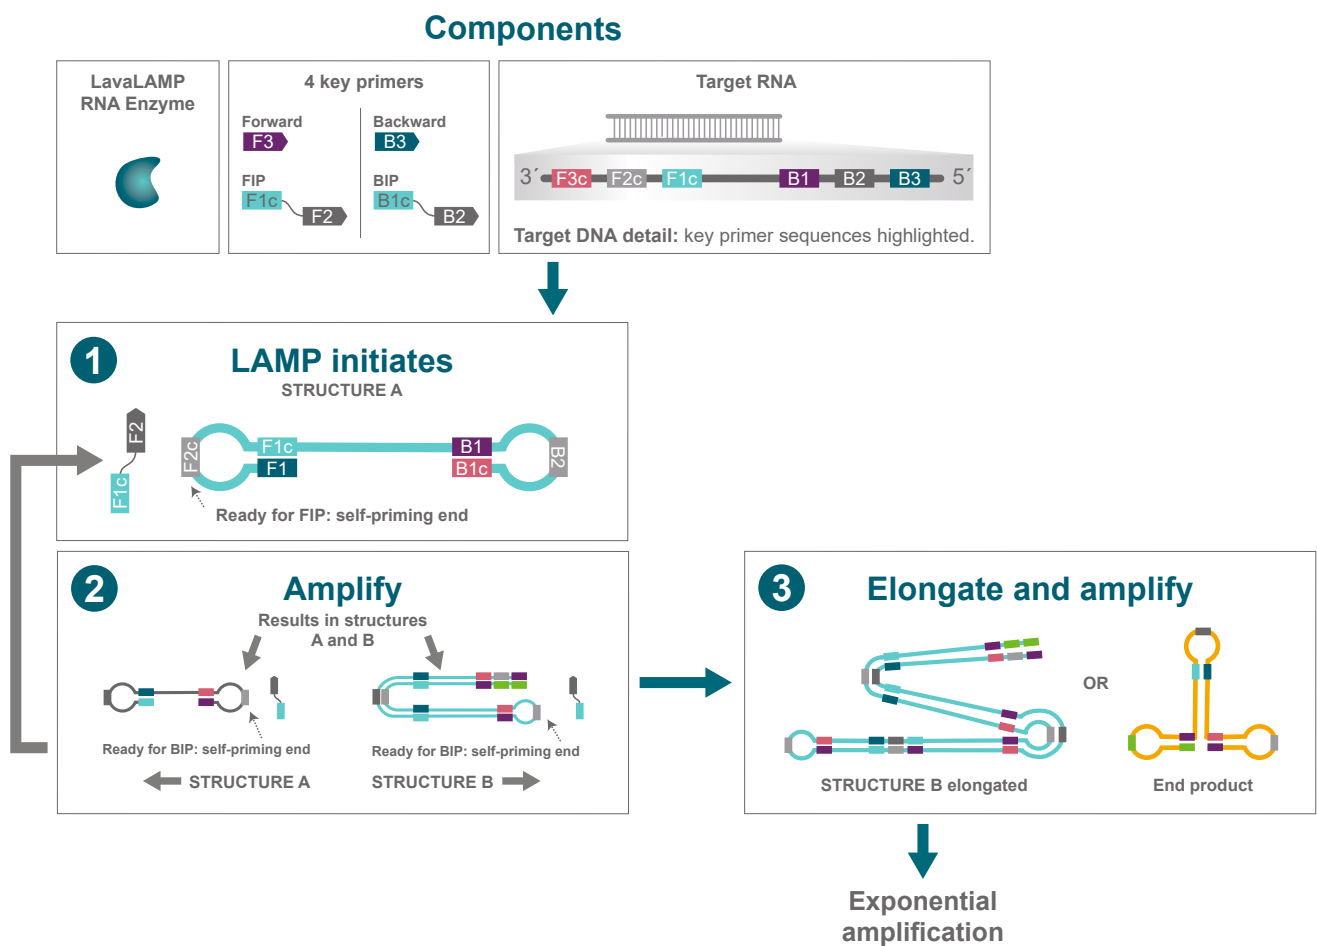 Components
LavaLAMP
RNA Enzyme
4 key primers
Forward
F3
Backward
B3
FIP
F1c
F2
BIP
B1c
B2
Target RNA
3´ F3c F2c F1c B1 B2 B3 5´
Target DNA detail: key primer sequences highlighted.
1
LAMP initiates
STRUCTURE A
F2
F1c
F2c
F1c
F1
B1
B1c
B2
Ready for FIP: self-priming end
2
Amplify
Results in structures
A and B
Ready for BIP: self-priming end
Ready for BIP: self-priming end
STRUCTURE A
STRUCTURE B
3
Elongate and amplify
OR
STRUCTURE B elongated
End product
Exponential
amplification